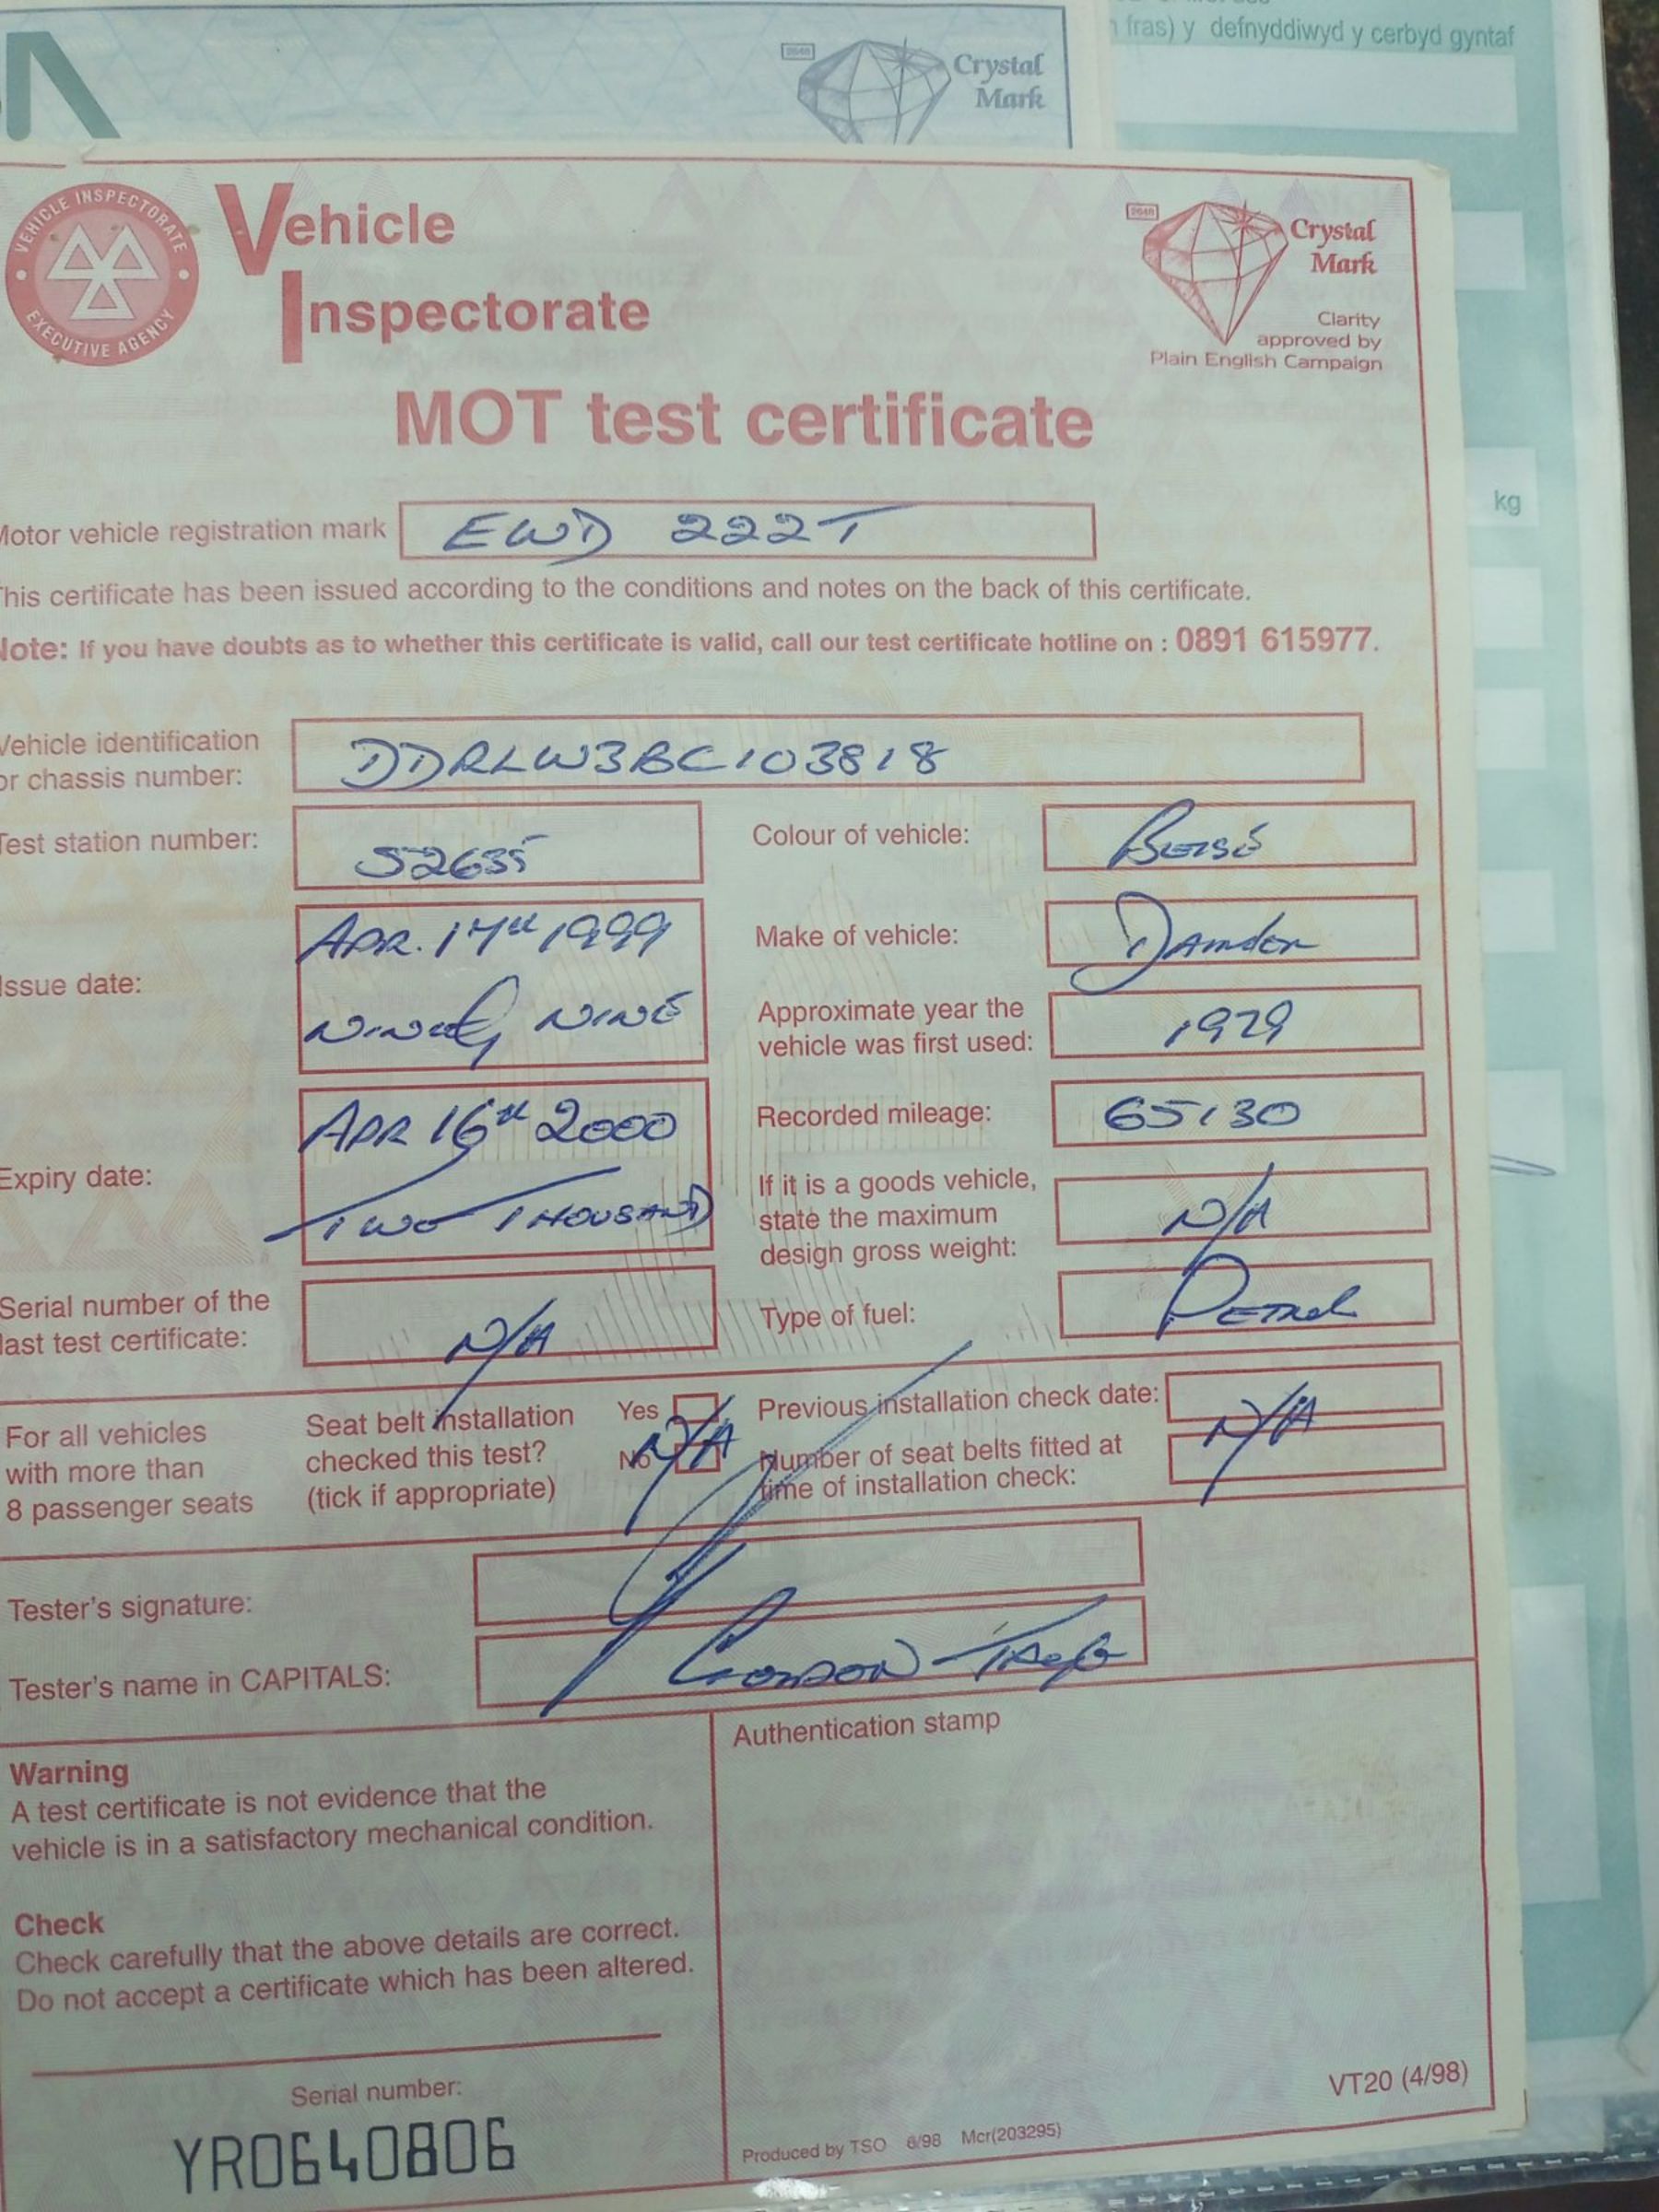 fras) y defnyddiwyd y cerbyd gyntaf
2648
Crystal
Mark
VEHICLE INSPECTORATE
EXECUTIVE AGENCY
Vehicle
Inspectorate
2648
Crystal
Mark
Clarity
approved by
Plain English Campaign
MOT test certificate
kg
Motor vehicle registration mark EWD 222T
This certificate has been issued according to the conditions and notes on the back of this certificate.
Note: If you have doubts as to whether this certificate is valid, call our test certificate hotline on : 0891 615977.
Vehicle identification
or chassis number: DDRLW3BC103818
Test station number: S2635
Colour of vehicle: BEIGE
Issue date: APR. 17TH 1999
NINETY NINE
Make of vehicle:
Approximate year the
vehicle was first used: 1979
Expiry date: APR 16TH 2000
TWO THOUSAND
Recorded mileage: 65130
If it is a goods vehicle,
state the maximum
desigh gross weight: N/A
Serial number of the
last test certificate: N/A
Type of fuel: PETROL
For all vehicles
with more than
8 passenger seats
Seat belt installation
checked this test?
(tick if appropriate)
Yes
No
N/A
Previous installation check date:
Number of seat belts fitted at
time of installation check:
N/A
Tester's signature:
Tester's name in CAPITALS: GORDON
Warning
A test certificate is not evidence that the
vehicle is in a satisfactory mechanical condition.
Check
Check carefully that the above details are correct.
Do not accept a certificate which has been altered.
Serial number:
YR0640806
Authentication stamp
VT20 (4/98)
Produced by TSO 6/98 Mcr(203295)